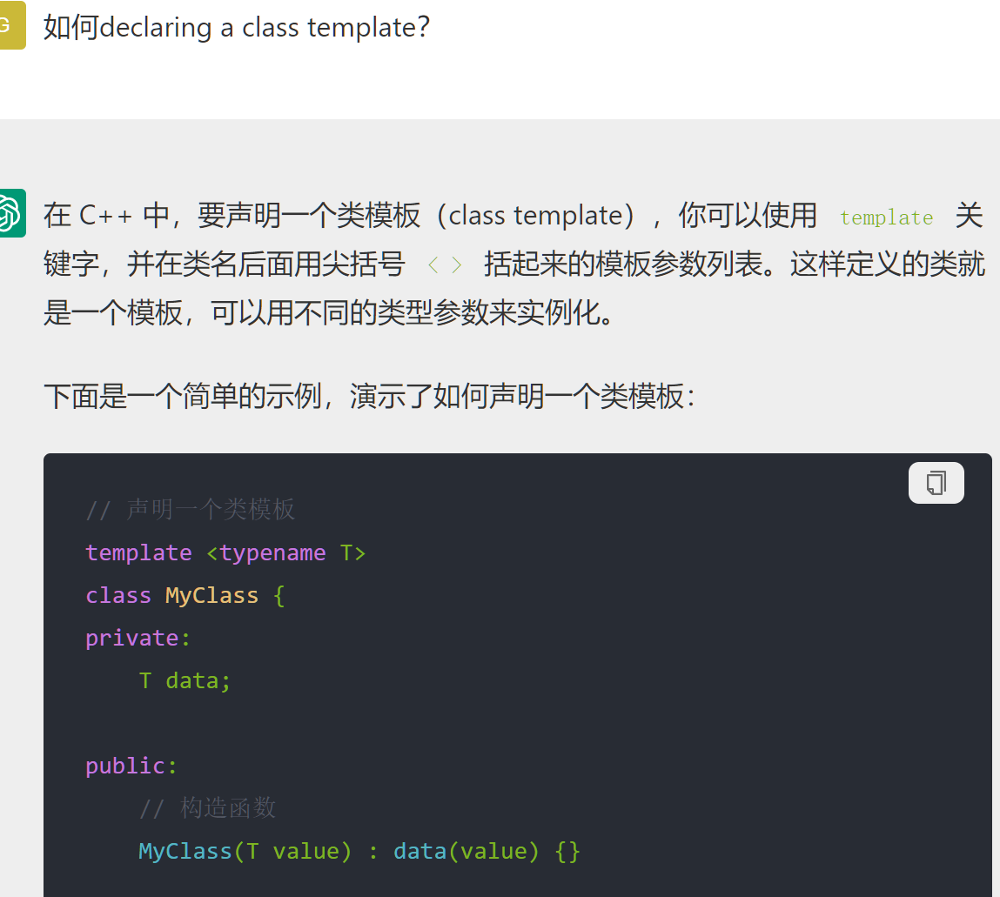 G
如何declaring a class template？
在 C++ 中，要声明一个类模板（class template），你可以使用 template 关
键字，并在类名后面用尖括号 < > 括起来的模板参数列表。这样定义的类就
是一个模板，可以用不同的类型参数来实例化。
下面是一个简单的示例，演示了如何声明一个类模板：
// 声明一个类模板
template <typename T>
class MyClass {
private:
    T data;
public:
    // 构造函数
    MyClass(T value) : data(value) {}